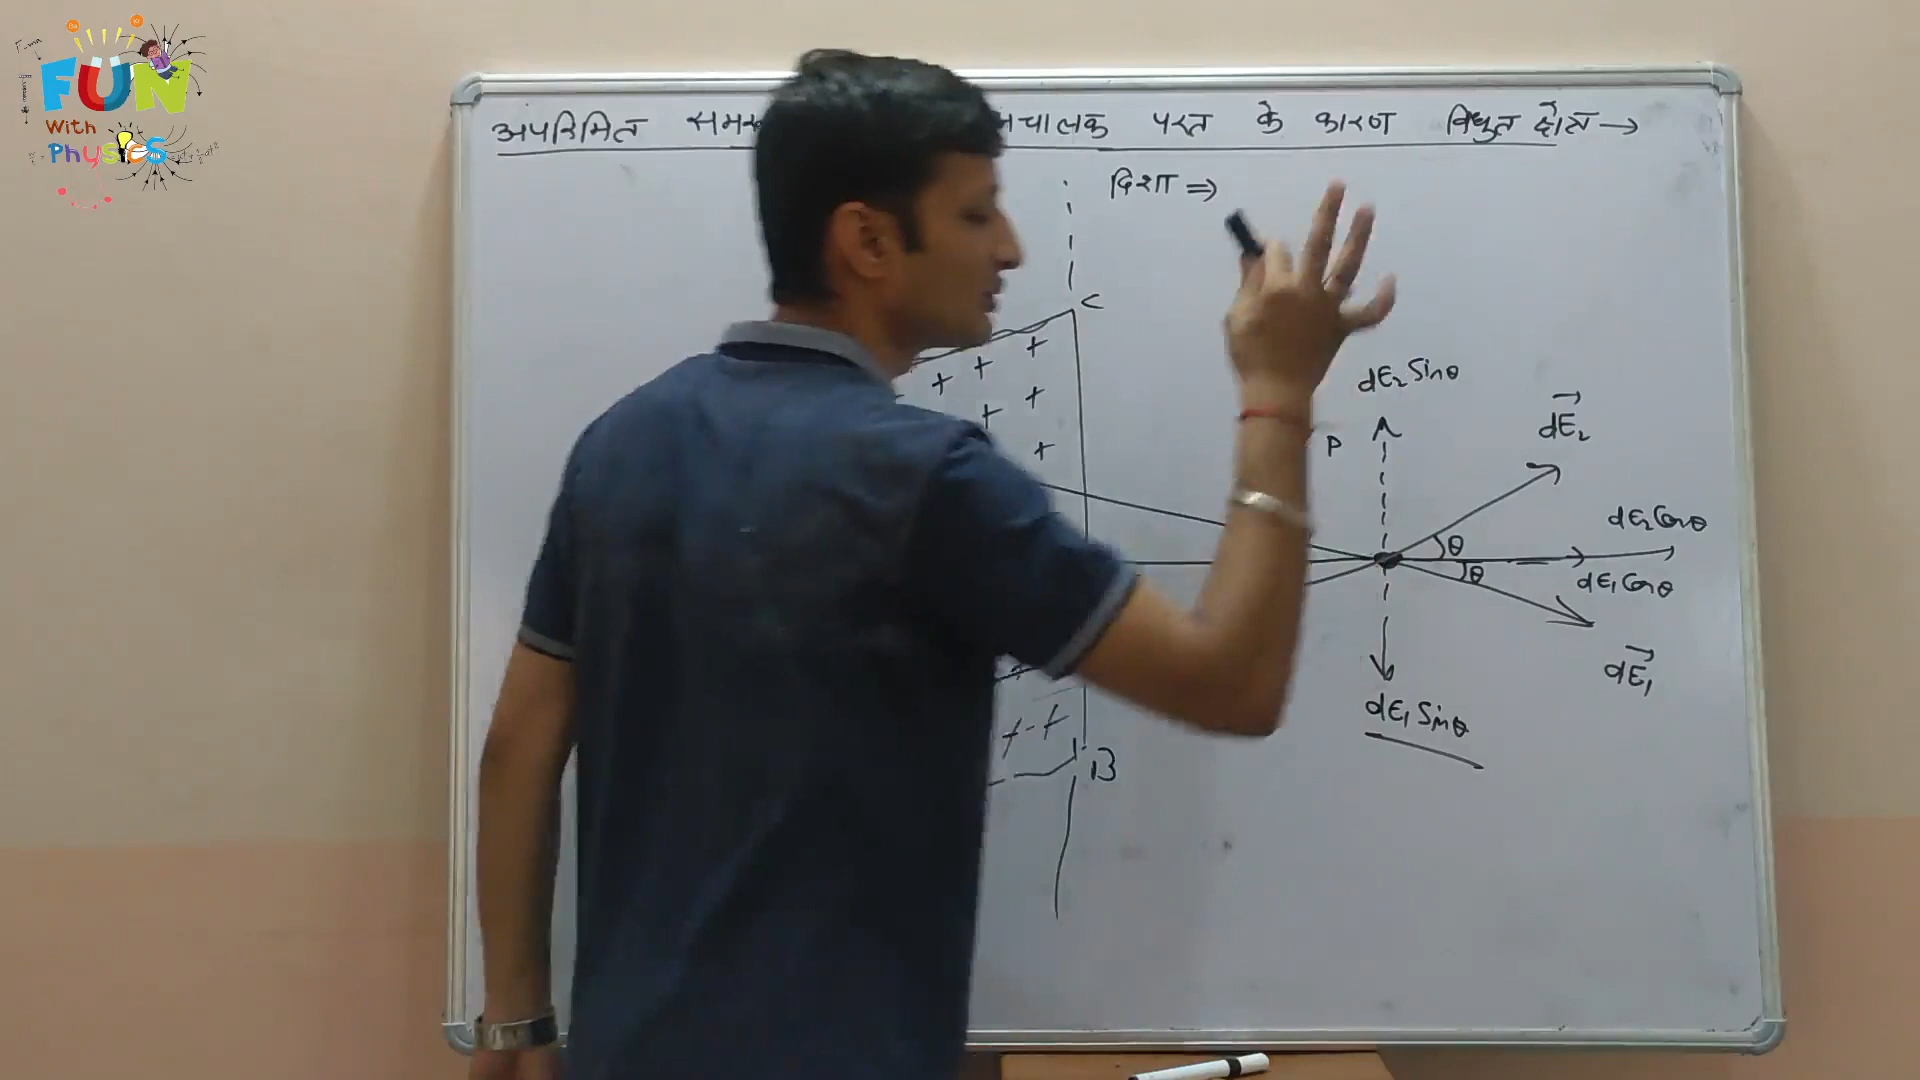 FUN
With
Physics
अपरिमित चालक परत के कारण विद्युत क्षेत्र →
दिशा ⇒
C
+ + +
+ +
+
dE₂ Sinθ
P
dE₂
dE₂ Cosθ
θ
θ
dE₁ Cosθ
dE₁
dE₁ Sinθ
B